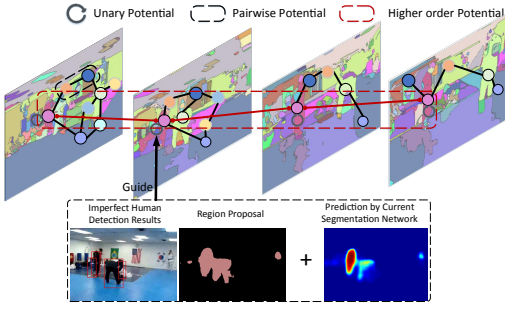 Unary Potential
Pairwise Potential
Higher order Potential
Guide
Imperfect Human
Detection Results
Region Proposal
Prediction by Current
Segmentation Network
+